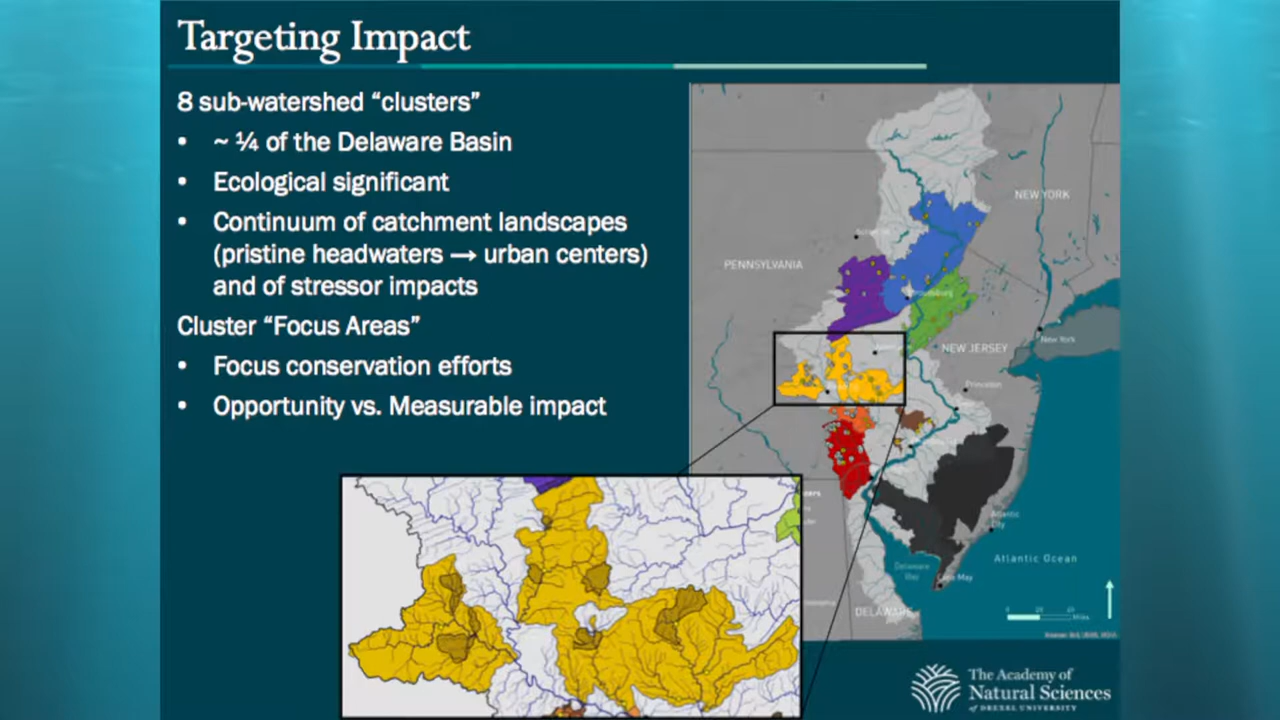 Targeting Impact
8 sub-watershed “clusters”
• ~ ¼ of the Delaware Basin
• Ecological significant
• Continuum of catchment landscapes
(pristine headwaters → urban centers)
and of stressor impacts
Cluster “Focus Areas”
• Focus conservation efforts
• Opportunity vs. Measurable impact
NEW YORK
PENNSYLVANIA
NEW JERSEY
New York
Princeton
Atlantic
City
Atlantic Ocean
Delaware
Bay
Cape May
DELAWARE
Miles
The Academy of
Natural Sciences
of DREXEL UNIVERSITY